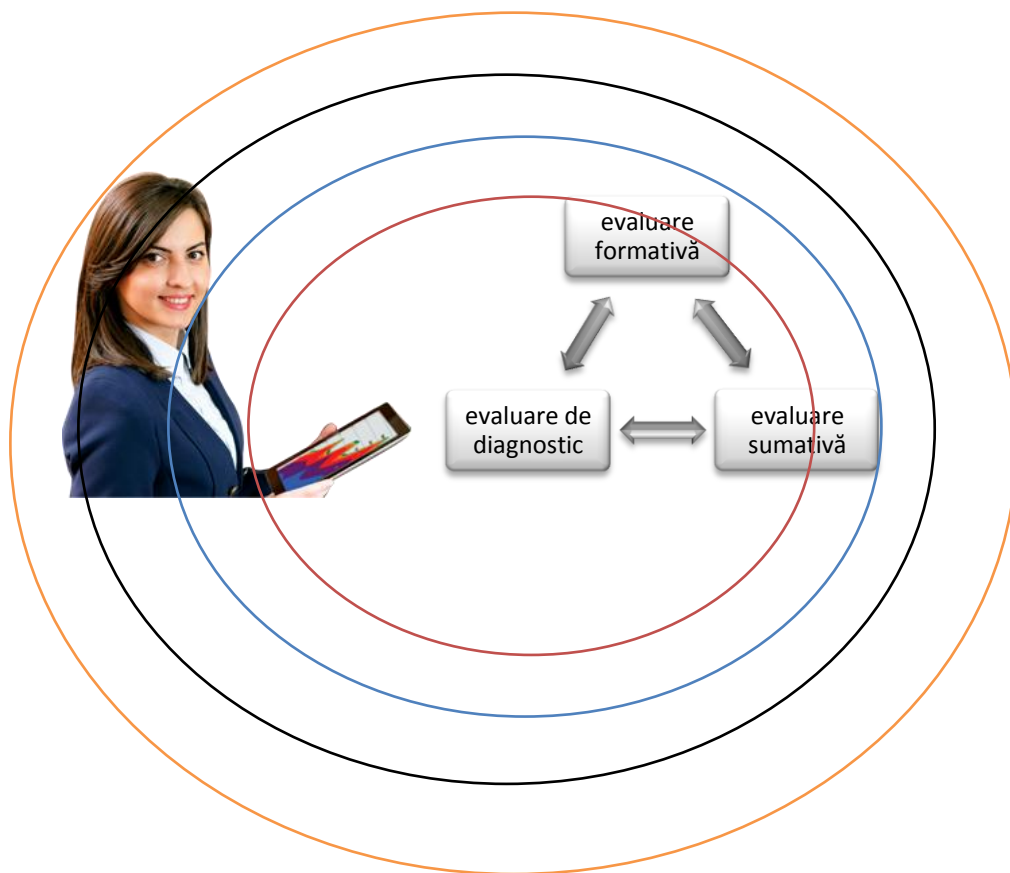 evaluare
formativă
evaluare de
diagnostic
evaluare
sumativă